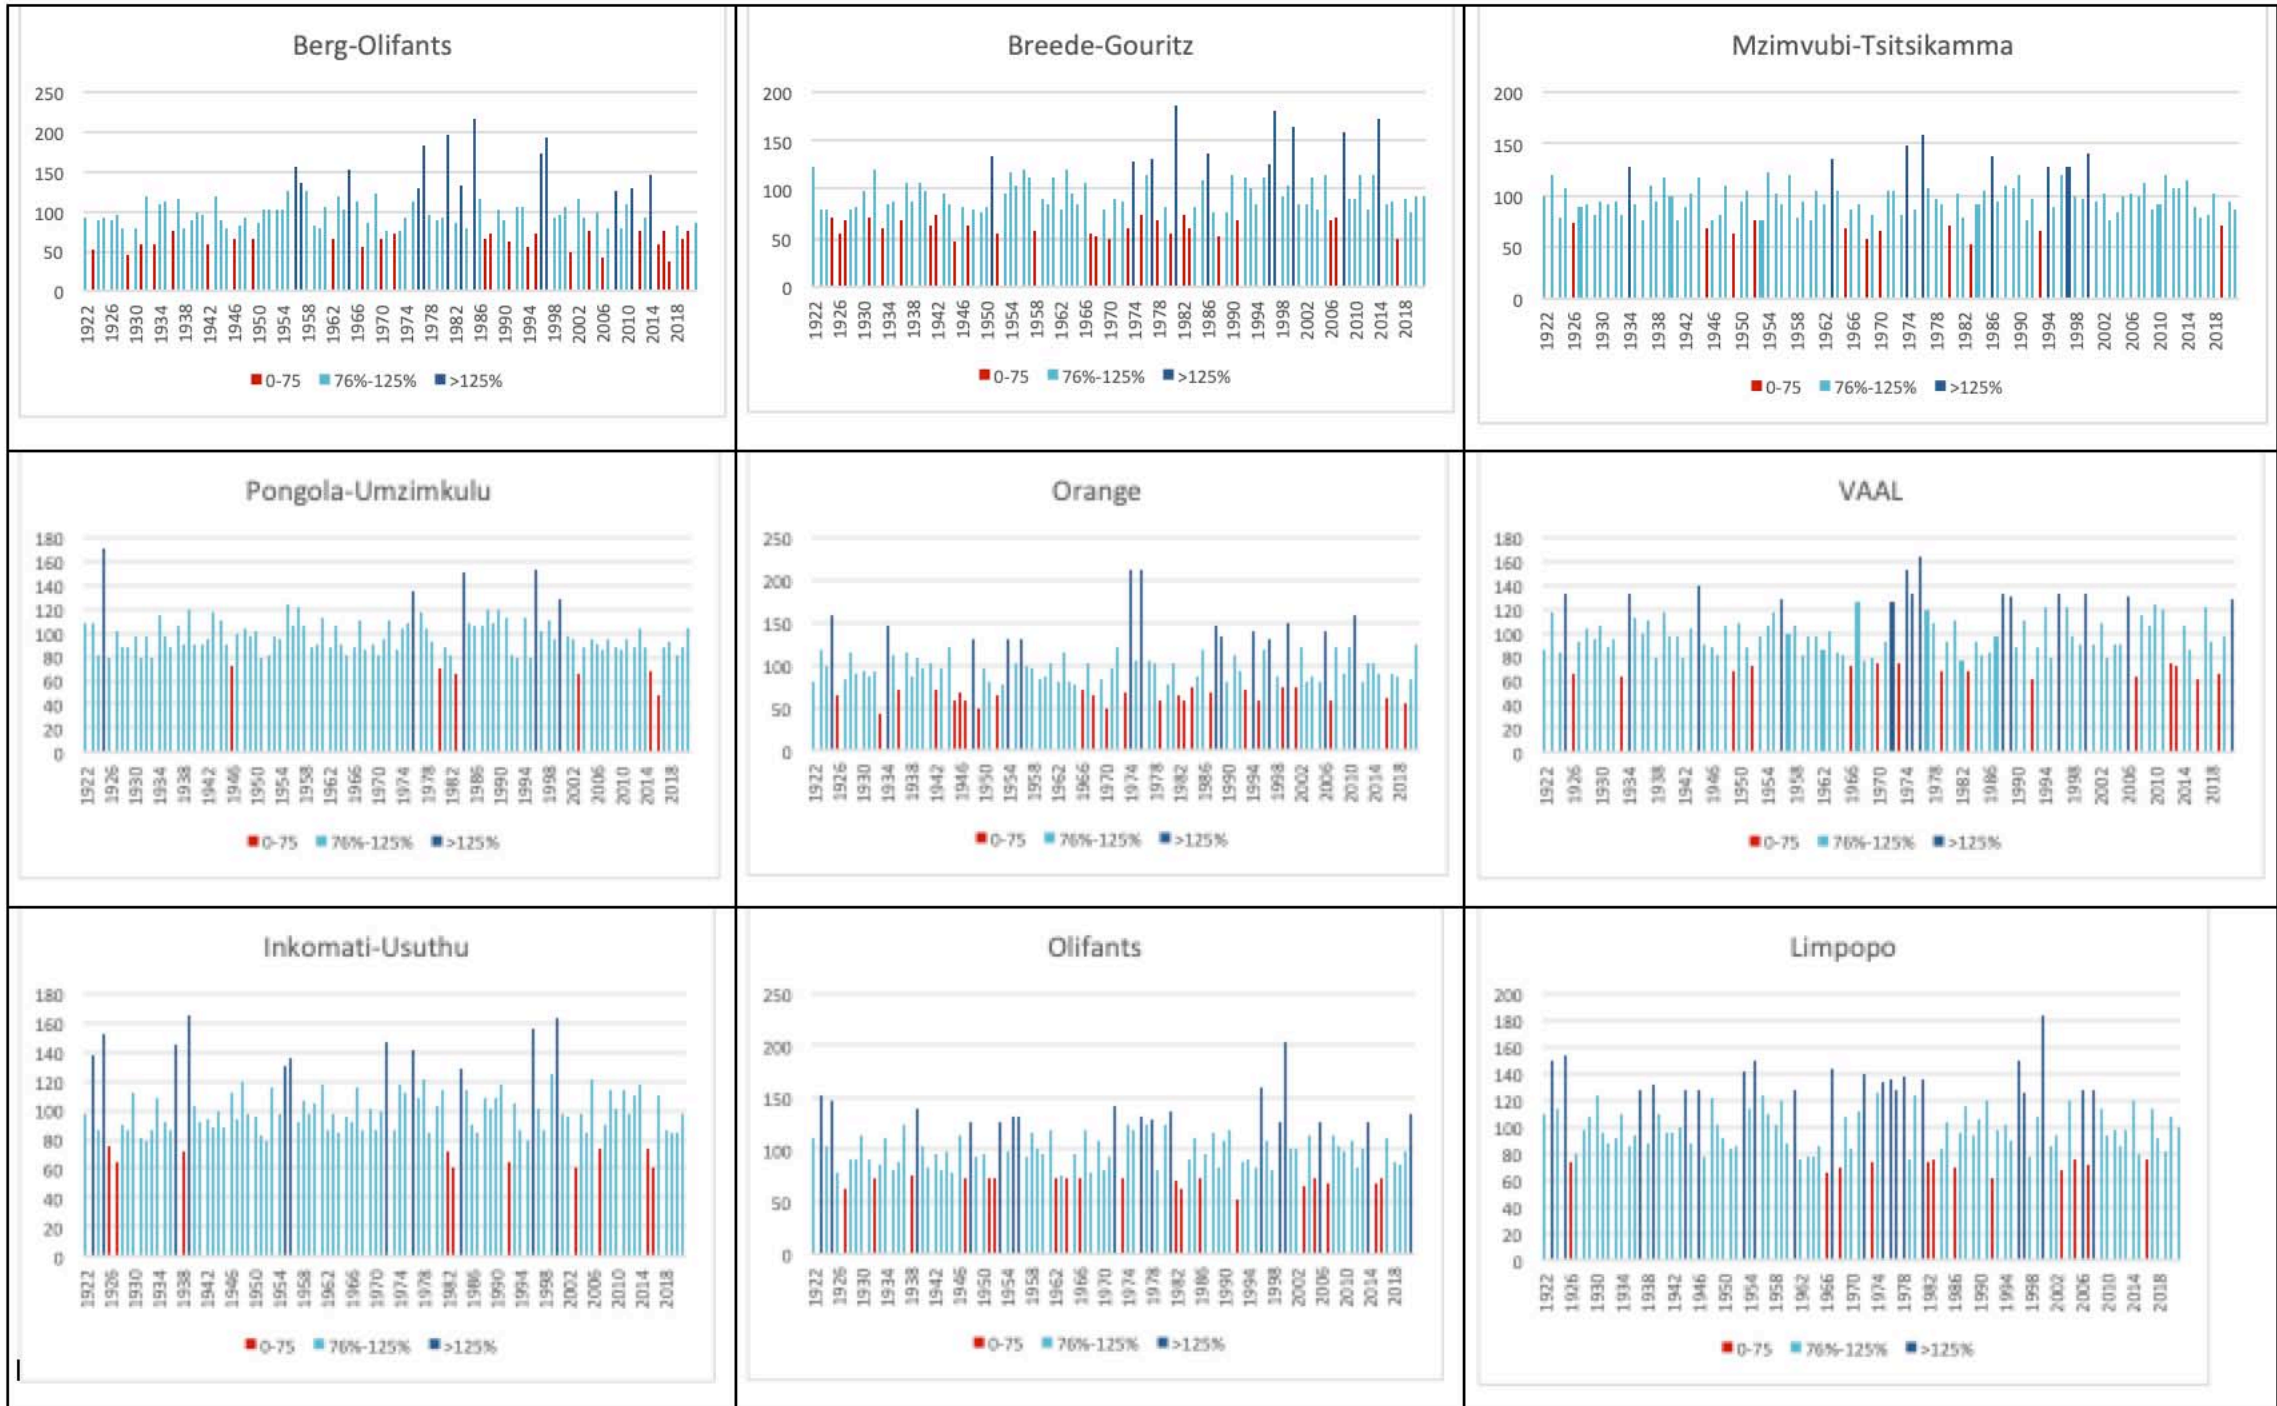 Berg-Olifants
250
200
150
100
50
0
1922 1926 1930 1934 1938 1942 1946 1950 1954 1958 1962 1966 1970 1974 1978 1982 1986 1990 1994 1998 2002 2006 2010 2014 2018
0-75 76%-125% >125%
Breede-Gouritz
200
150
100
50
0
1922 1926 1930 1934 1938 1942 1946 1950 1954 1958 1962 1966 1970 1974 1978 1982 1986 1990 1994 1998 2002 2006 2010 2014 2018
0-75 76%-125% >125%
Mzimvubi-Tsitsikamma
200
150
100
50
0
1922 1926 1930 1934 1938 1942 1946 1950 1954 1958 1962 1966 1970 1974 1978 1982 1986 1990 1994 1998 2002 2006 2010 2014 2018
0-75 76%-125% >125%
Pongola-Umzimkulu
180
160
140
120
100
80
60
40
20
0
1922 1926 1930 1934 1938 1942 1946 1950 1954 1958 1962 1966 1970 1974 1978 1982 1986 1990 1994 1998 2002 2006 2010 2014 2018
0-75 76%-125% >125%
Orange
250
200
150
100
50
0
1922 1926 1930 1934 1938 1942 1946 1950 1954 1958 1962 1966 1970 1974 1978 1982 1986 1990 1994 1998 2002 2006 2010 2014 2018
0-75 76%-125% >125%
VAAL
180
160
140
120
100
80
60
40
20
0
1922 1926 1930 1934 1938 1942 1946 1950 1954 1958 1962 1966 1970 1974 1978 1982 1986 1990 1994 1998 2002 2006 2010 2014 2018
0-75 76%-125% >125%
Inkomati-Usuthu
180
160
140
120
100
80
60
40
20
0
1922 1926 1930 1934 1938 1942 1946 1950 1954 1958 1962 1966 1970 1974 1978 1982 1986 1990 1994 1998 2002 2006 2010 2014 2018
0-75 76%-125% >125%
Olifants
250
200
150
100
50
0
1922 1926 1930 1934 1938 1942 1946 1950 1954 1958 1962 1966 1970 1974 1978 1982 1986 1990 1994 1998 2002 2006 2010 2014 2018
0-75 76%-125% >125%
Limpopo
200
180
160
140
120
100
80
60
40
20
0
1922 1926 1930 1934 1938 1942 1946 1950 1954 1958 1962 1966 1970 1974 1978 1982 1986 1990 1994 1998 2002 2006 2010 2014 2018
0-75 76%-125% >125%